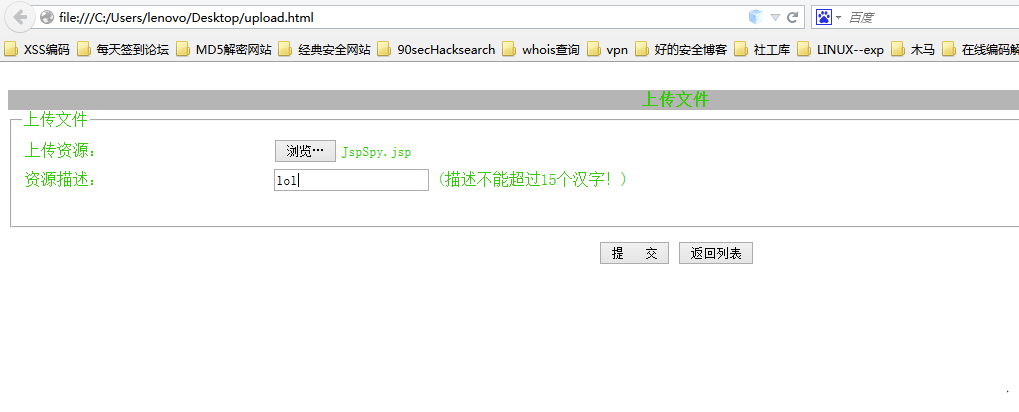 file:///C:/Users/lenovo/Desktop/upload.html 百度
XSS编码 每天签到论坛 MD5解密网站 经典安全网站 90secHacksearch whois查询 vpn 好的安全博客 社工库 LINUX--exp 木马 在线编码解
上传文件
上传文件
上传资源: 浏览… JspSpy.jsp
资源描述: lol (描述不能超过15个汉字!)
提 交 返回列表